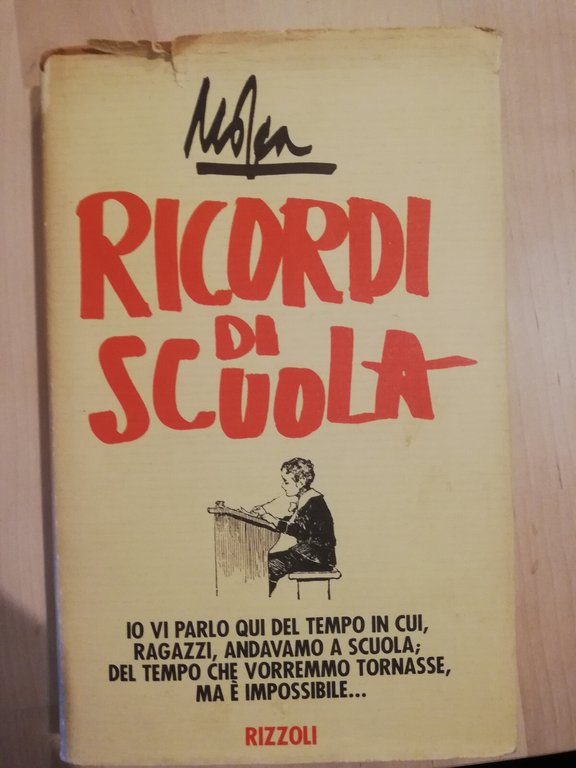 Mosca
RICORDI
DI
SCUOLA
IO VI PARLO QUI DEL TEMPO IN CUI,
RAGAZZI, ANDAVAMO A SCUOLA;
DEL TEMPO CHE VORREMMO TORNASSE,
MA È IMPOSSIBILE...
RIZZOLI